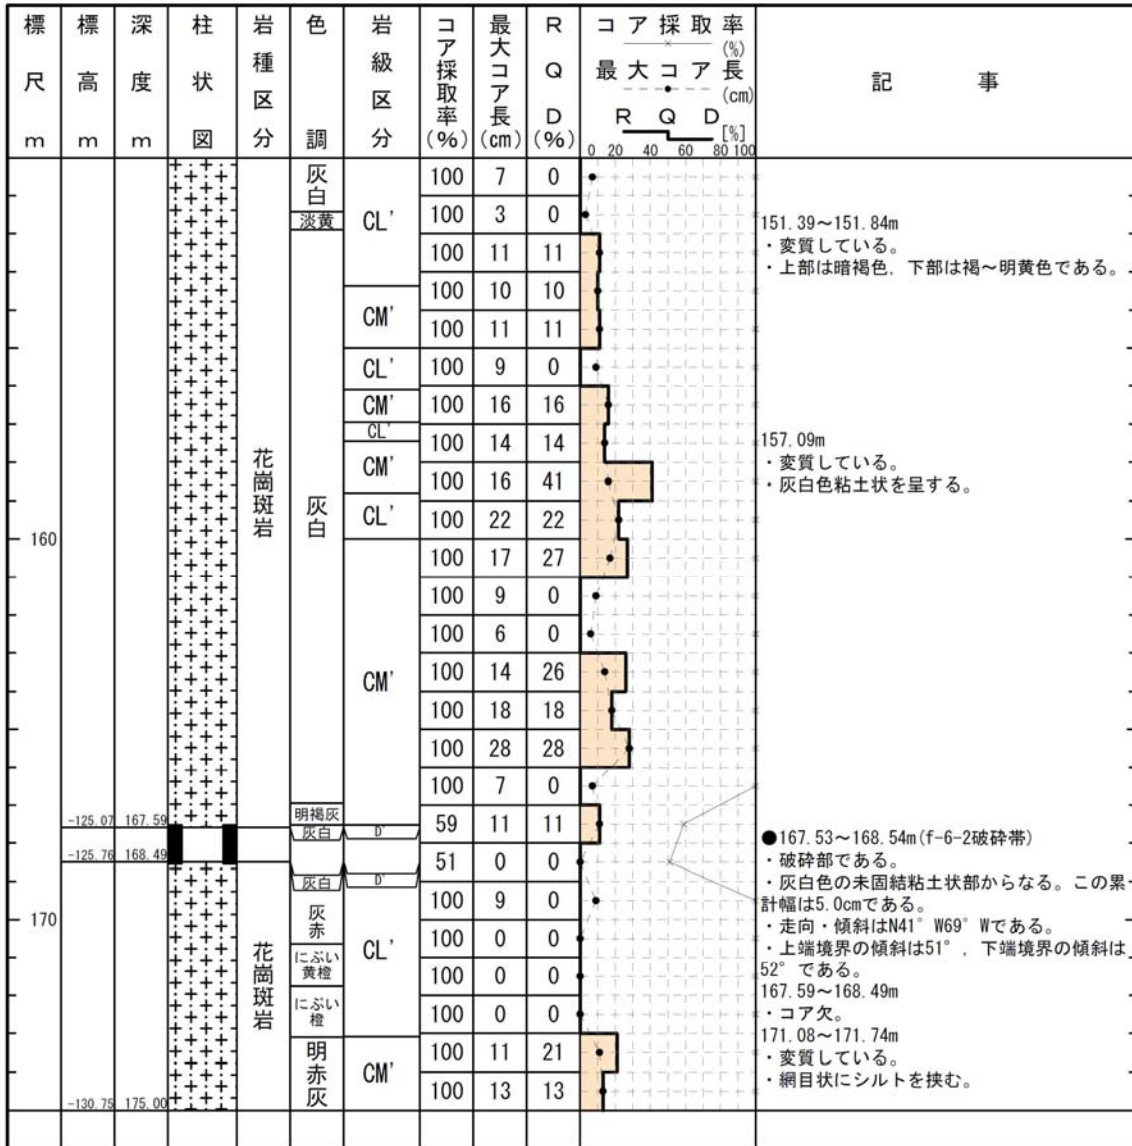 標尺m
標高m
深度m
柱状図
岩種区分
色調
岩級区分
コア採取率(%)
最大コア長(cm)
RQD(%)
コア採取率
(%)
最大コア長
(cm)
R Q D
[%]
0 20 40 60 80 100
記事
160
170
-125.07 167.59
-125.76 168.49
-130.75 175.00
花崗斑岩
花崗斑岩
灰白
淡黄
灰白
明褐灰
灰白
灰白
灰赤
にぶい
黄橙
にぶい
橙
明赤灰
CL'
CM'
CL'
CM'
CL'
CM'
CL'
CM'
D'
D'
CL'
CM'
100 7 0
100 3 0
100 11 11
100 10 10
100 11 11
100 9 0
100 16 16
100 14 14
100 16 41
100 22 22
100 17 27
100 9 0
100 6 0
100 14 26
100 18 18
100 28 28
100 7 0
59 11 11
51 0 0
100 9 0
100 0 0
100 0 0
100 0 0
100 11 21
100 13 13
151.39～151.84m
・変質している。
・上部は暗褐色，下部は褐～明黄色である。
157.09m
・変質している。
・灰白色粘土状を呈する。
●167.53～168.54m(f-6-2破砕帯)
・破砕部である。
・灰白色の未固結粘土状部からなる。この累
計幅は5.0cmである。
・走向・傾斜はN41°W69°Wである。
・上端境界の傾斜は51°，下端境界の傾斜は
52°である。
167.59～168.49m
・コア欠。
171.08～171.74m
・変質している。
・網目状にシルトを挟む。